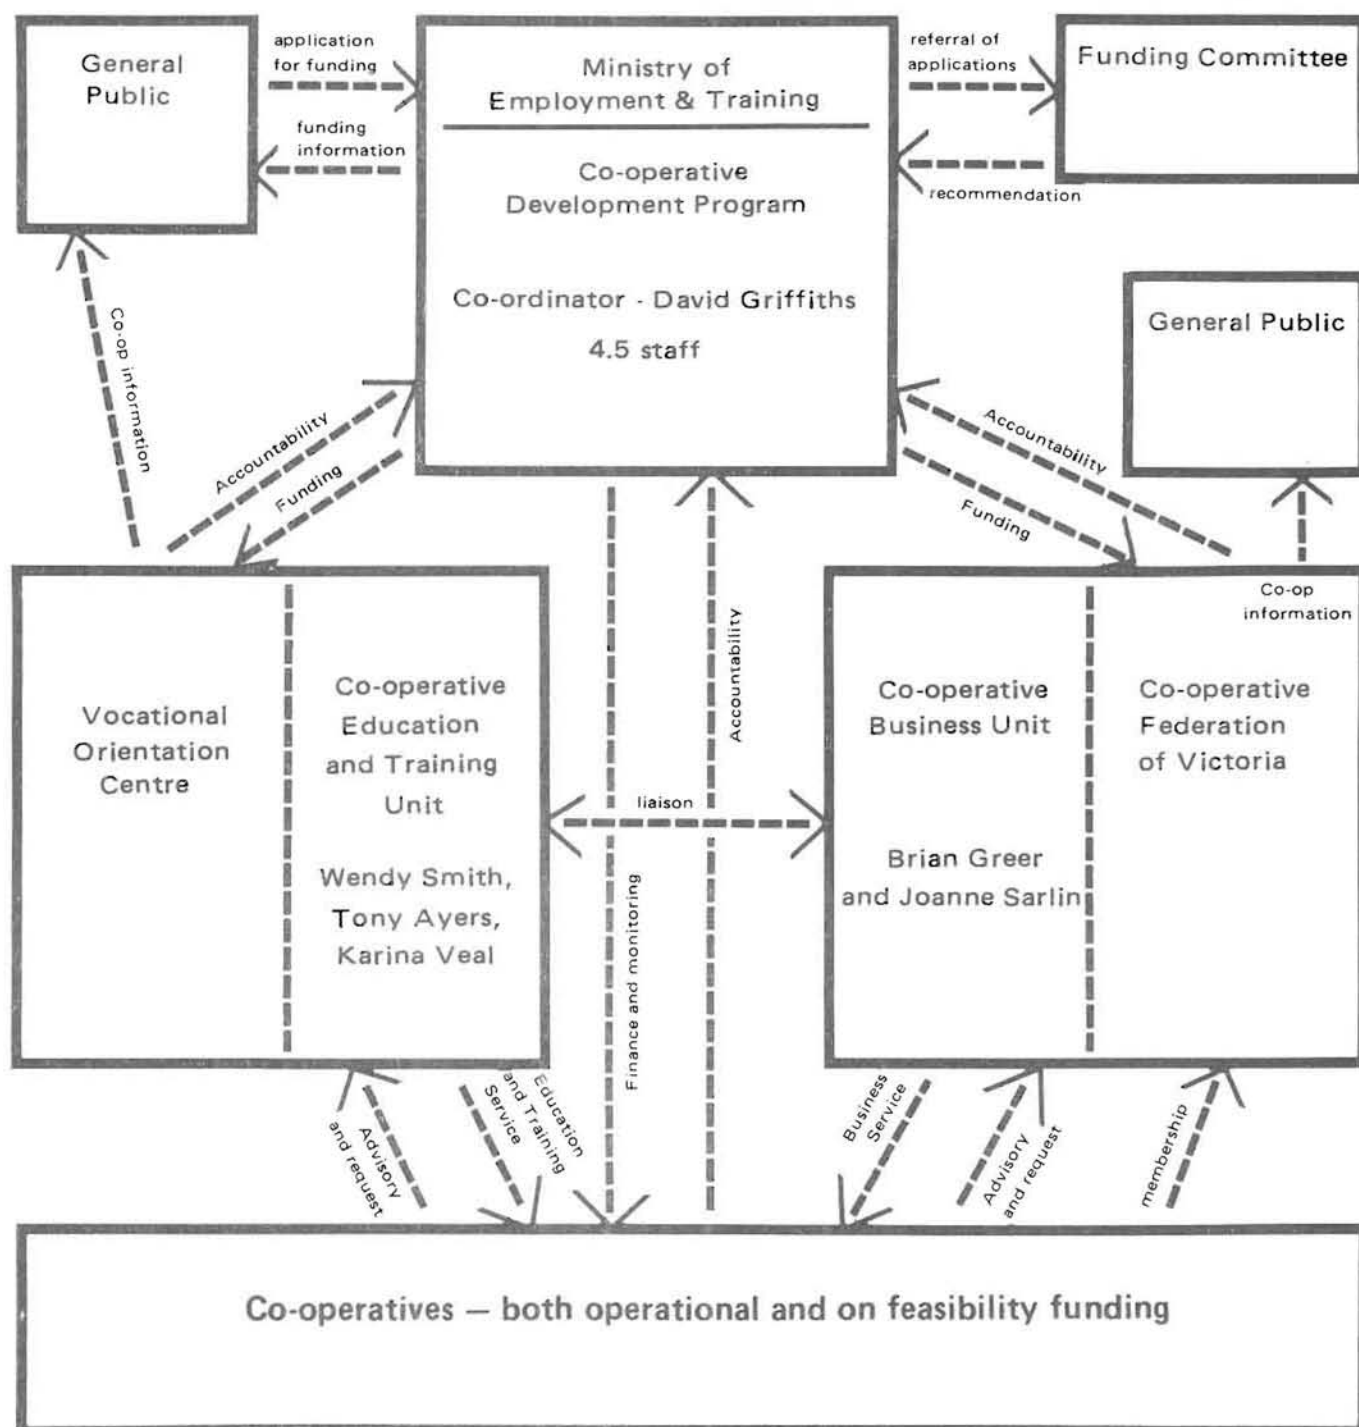 General
Public
application
for funding
funding
information
Ministry of
Employment & Training
Co-operative
Development Program
Co-ordinator - David Griffiths
4.5 staff
referral of
applications
recommendation
Funding Committee
General Public
Co-op information
Accountability
Funding
Accountability
Funding
Co-op
information
Vocational
Orientation
Centre
Co-operative
Education
and Training
Unit
Wendy Smith,
Tony Ayers,
Karina Veal
Finance and monitoring
liaison
Accountability
Co-operative
Business Unit
Brian Greer
and Joanne Sarlin
Co-operative
Federation
of Victoria
Advisory
and request
Education
and Training
Service
Business
Service
Advisory
and request
membership
Co-operatives — both operational and on feasibility funding